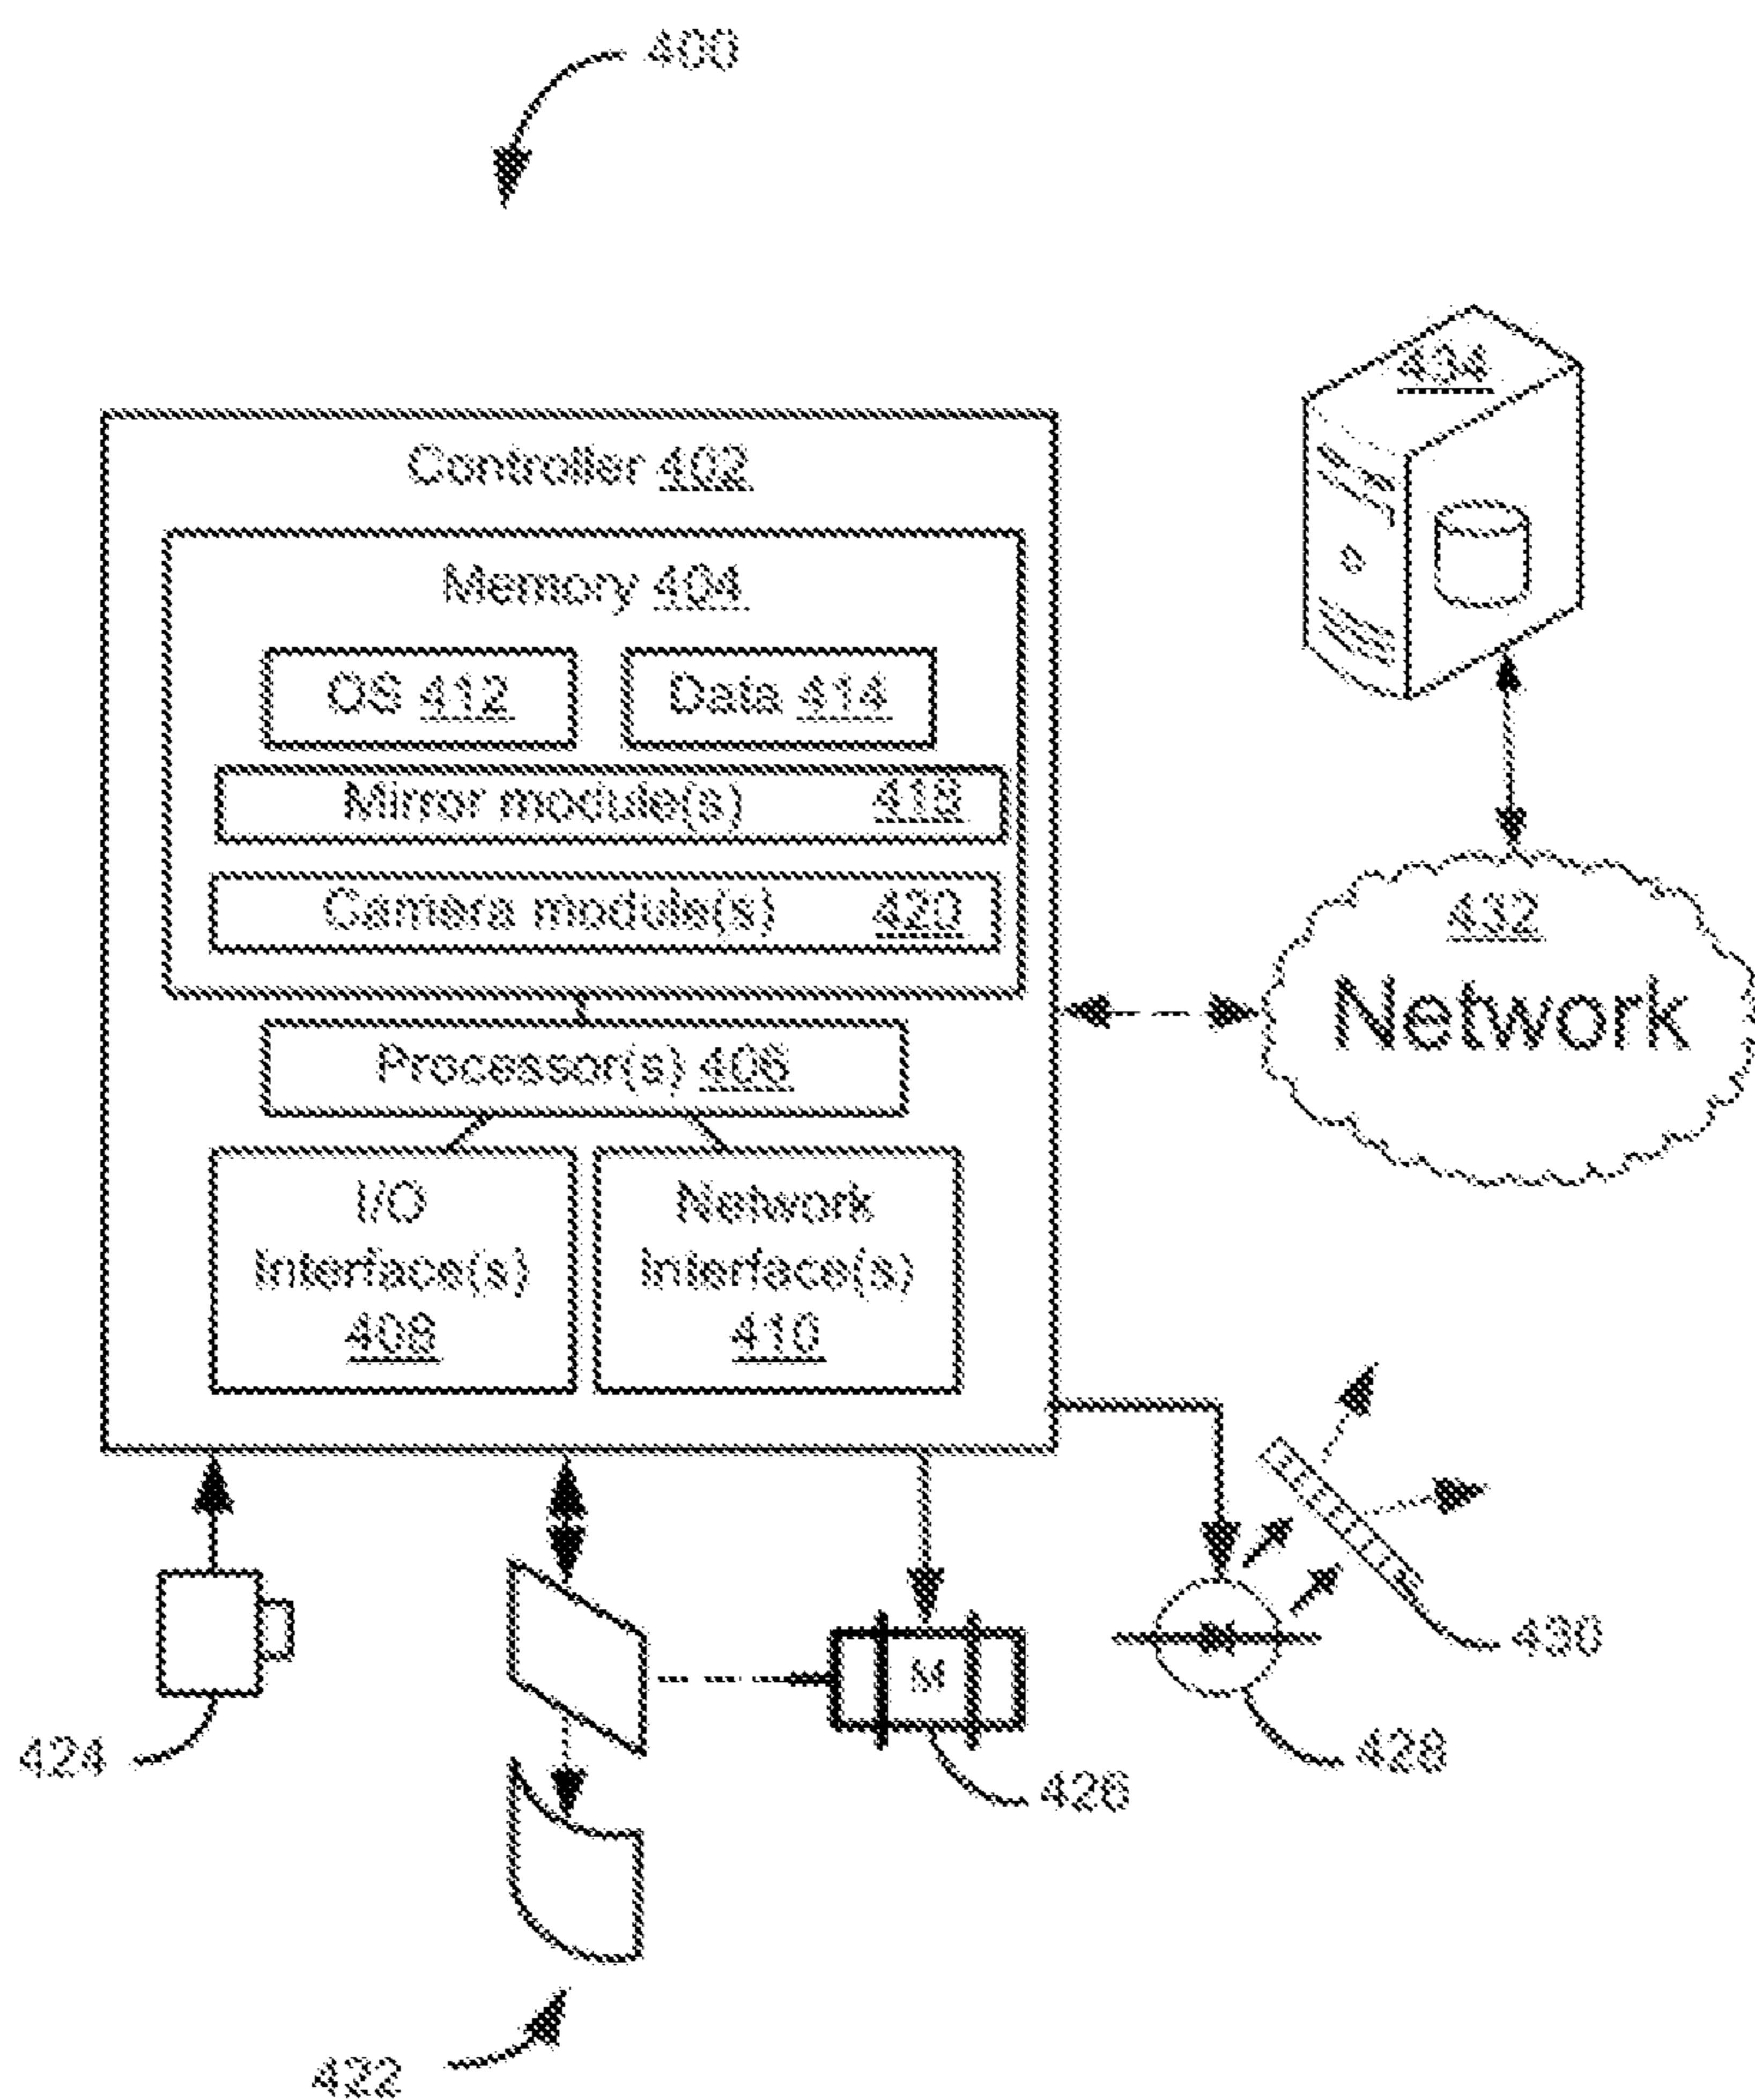 400
434
Controller 402
Memory 404
OS 412
Data 414
Mirror module(s) 418
Camera module(s) 420
432
Network
Processor(s) 406
I/O
Interface(s)
408
Network
Interface(s)
410
430
428
424
M
426
422